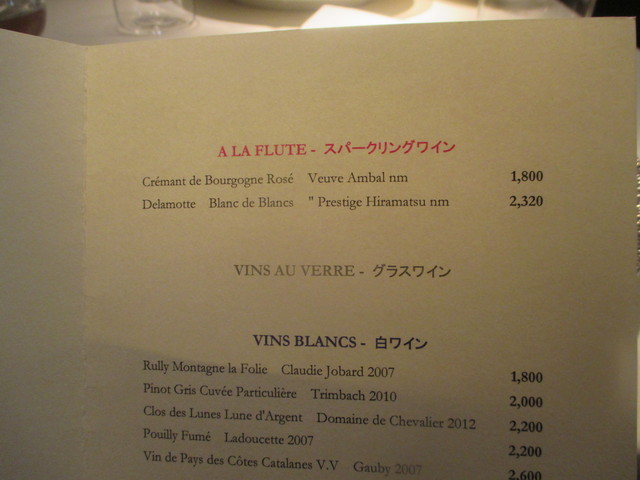 A LA FLUTE - スパークリングワイン
Crémant de Bourgogne Rosé Veuve Ambal nm 1,800
Delamotte Blanc de Blancs " Prestige Hiramatsu nm 2,320
VINS AU VERRE - グラスワイン
VINS BLANCS - 白ワイン
Rully Montagne la Folie Claudie Jobard 2007 1,800
Pinot Gris Cuvée Particulière Trimbach 2010 2,000
Clos des Lunes Lune d'Argent Domaine de Chevalier 2012 2,200
Pouilly Fumé Ladoucette 2007 2,200
Vin de Pays des Côtes Catalanes V.V Gauby 2007 2,600